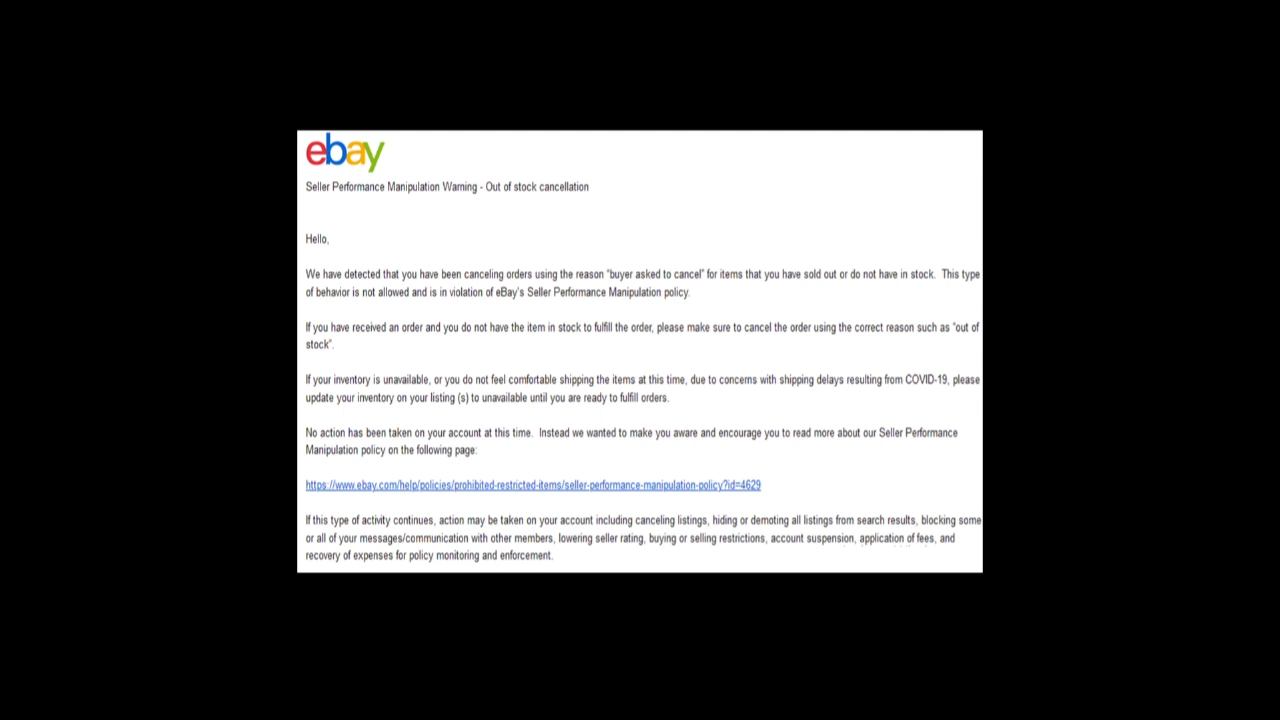 ebay
Seller Performance Manipulation Warning - Out of stock cancellation
Hello,
We have detected that you have been canceling orders using the reason "buyer asked to cancel" for items that you have sold out or do not have in stock.  This type
of behavior is not allowed and is in violation of eBay's Seller Performance Manipulation policy.
If you have received an order and you do not have the item in stock to fulfill the order, please make sure to cancel the order using the correct reason such as "out of
stock".
If your inventory is unavailable, or you do not feel comfortable shipping the items at this time, due to concerns with shipping delays resulting from COVID-19, please
update your inventory on your listing (s) to unavailable until you are ready to fulfill orders.
No action has been taken on your account at this time.  Instead we wanted to make you aware and encourage you to read more about our Seller Performance
Manipulation policy on the following page:
https://www.ebay.com/help/policies/prohibited-restricted-items/seller-performance-manipulation-policy?id=4629
If this type of activity continues, action may be taken on your account including canceling listings, hiding or demoting all listings from search results, blocking some
or all of your messages/communication with other members, lowering seller rating, buying or selling restrictions, account suspension, application of fees, and
recovery of expenses for policy monitoring and enforcement.